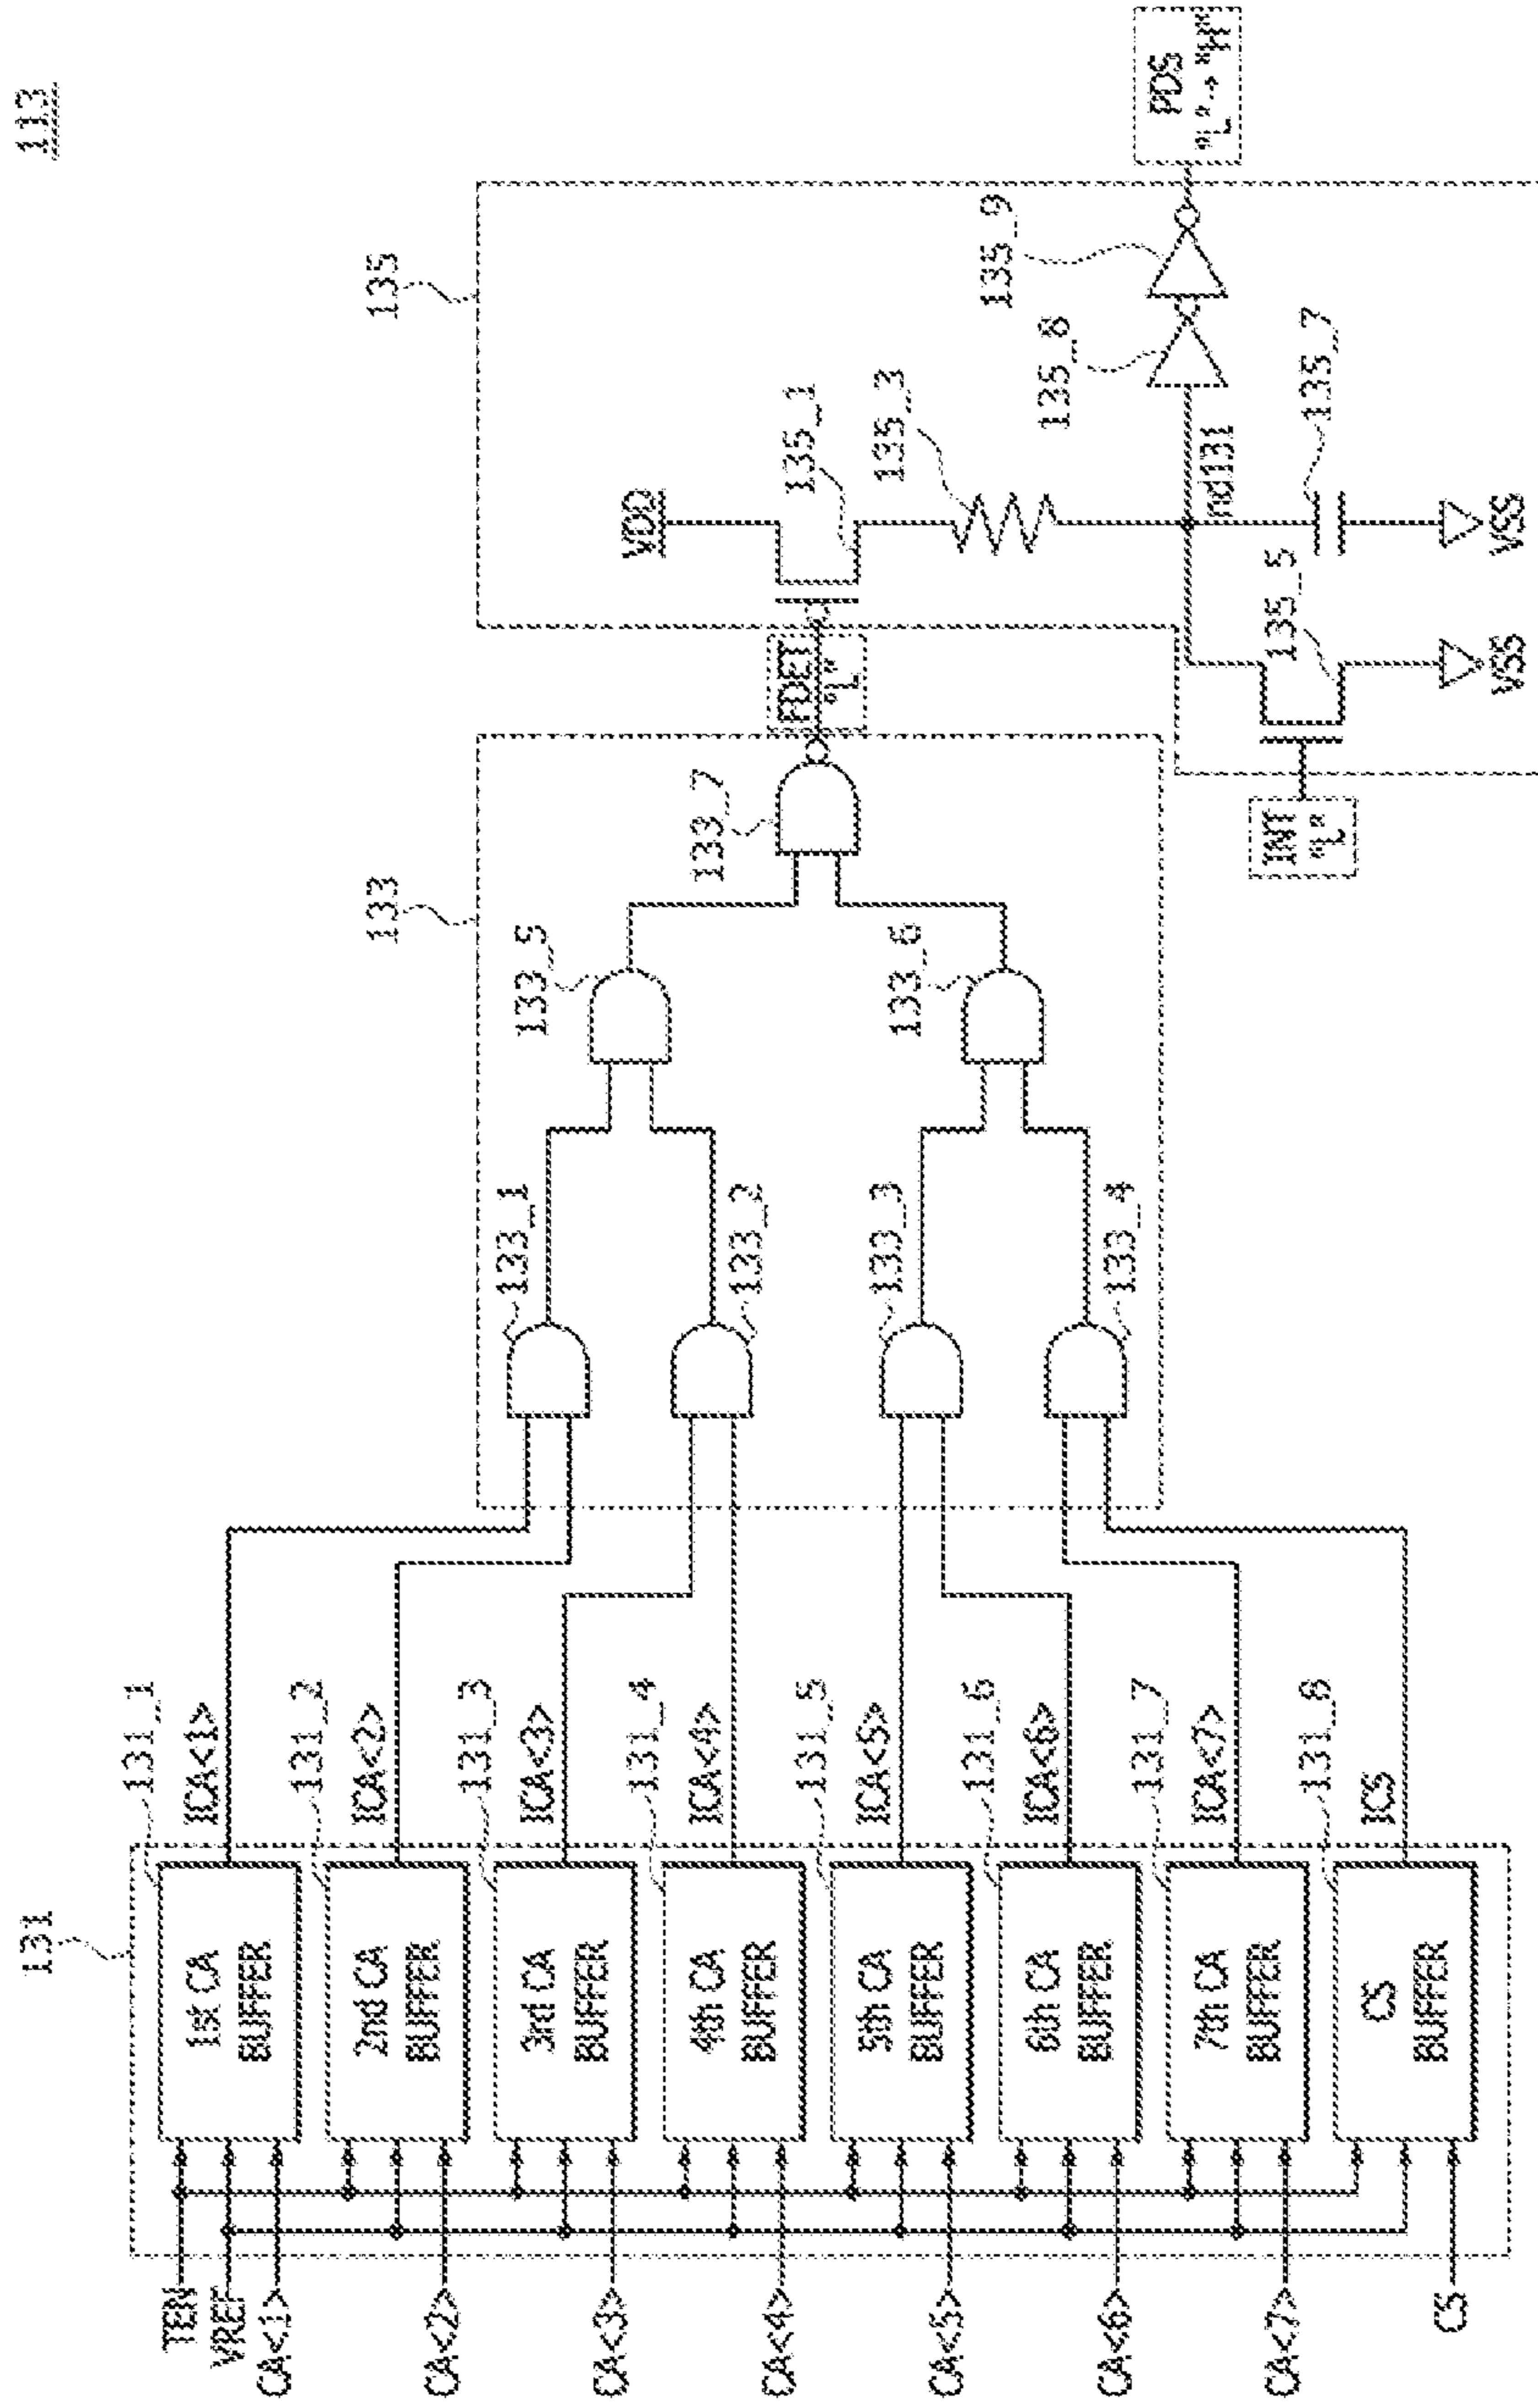 113
131
TEN
VREF
CA<1>
1st CA
BUFFER
131_1
ICA<1>
CA<2>
2nd CA
BUFFER
131_2
ICA<2>
CA<3>
3rd CA
BUFFER
131_3
ICA<3>
CA<4>
4th CA
BUFFER
131_4
ICA<4>
CA<5>
5th CA
BUFFER
131_5
ICA<5>
CA<6>
6th CA
BUFFER
131_6
ICA<6>
CA<7>
7th CA
BUFFER
131_7
ICA<7>
CS
CS
BUFFER
131_8
ICS
133
133_1
133_2
133_3
133_4
133_5
133_6
133_7
FDET
"L"
135
VDD
135_1
135_3
nd131
INT
"L"
135_5
VSS
135_7
VSS
135_8
135_9
PDS
"L"→"H"